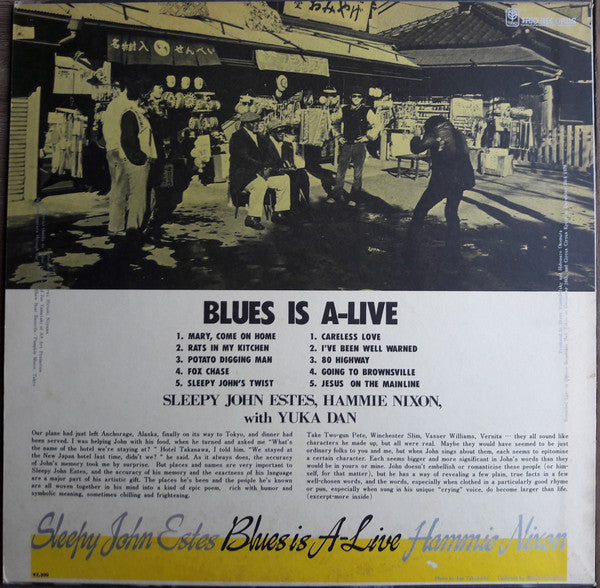 おみやげ
TRIO RECORDS
名入 せんべい
BLUES IS A-LIVE
1. MARY, COME ON HOME
2. RATS IN MY KITCHEN
3. POTATO DIGGING MAN
4. FOX CHASE
5. SLEEPY JOHN'S TWIST
1. CARELESS LOVE
2. I'VE BEEN WELL WARNED
3. 80 HIGHWAY
4. GOING TO BROWNSVILLE
5. JESUS ON THE MAINLINE
SLEEPY JOHN ESTES, HAMMIE NIXON,
with YUKA DAN
Our plane had just left Anchorage, Alaska, finally on its way to Tokyo, and dinner had
been served. I was helping John with his food, when he turned and asked me "What's
the name of the hotel we're staying at? " Hotel Takanawa, I told him. "We stayed at
the New Japan hotel last time, didn't we? " he said. As it always does, the accuracy
of John's memory took me by surprise. But places and names are very important to
Sleepy John Estes, and the accuracy of his memory and the exactness of his language
are a major part of his artistic gift. The places he's been and the people he's known
are all woven together in his mind into a kind of epic poem, rich with humor and
symbolic meaning, sometimes chilling and frightening.
Take Two-gun Pete, Winchester Slim, Vasser Williams, Vernita ··· they all sound like
characters he made up, but all were real. Maybe they would have seemed to be just
ordinary folks to you and me, but when John sings about them, each seems to epitomise
a certain character. Each seems bigger and more significant in John's words than they
would be in yours or mine. John doesn't embellish or romanticise these people (or him-
self, for that matter), but he has a way of revealing a few plain, true facts in a few
well-chosen words, and the words, especially when clothed in a particularly good rhyme
or pun, especially when sung in his unique "crying" voice, do become larger than life.
(excerpt-more inside)
Sleepy John Estes Blues is A-Live Hammie Nixon
¥2,300